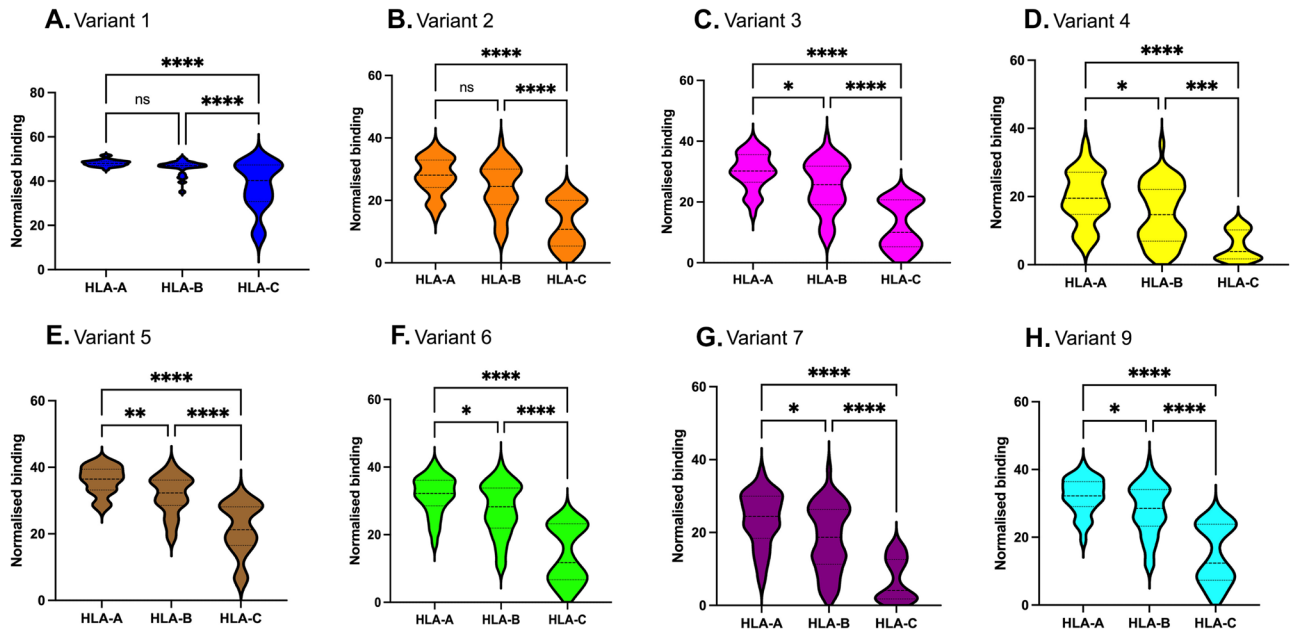 A. Variant 1
Normalised binding
80
60
40
20
0
****
ns
****
HLA-A HLA-B HLA-C
B. Variant 2
Normalised binding
60
40
20
0
****
ns
****
HLA-A HLA-B HLA-C
C. Variant 3
Normalised binding
60
40
20
0
****
*
****
HLA-A HLA-B HLA-C
D. Variant 4
Normalised binding
60
40
20
0
****
*
***
HLA-A HLA-B HLA-C
E. Variant 5
Normalised binding
60
40
20
0
****
**
****
HLA-A HLA-B HLA-C
F. Variant 6
Normalised binding
60
40
20
0
****
*
****
HLA-A HLA-B HLA-C
G. Variant 7
Normalised binding
60
40
20
0
****
*
****
HLA-A HLA-B HLA-C
H. Variant 9
Normalised binding
60
40
20
0
****
*
****
HLA-A HLA-B HLA-C